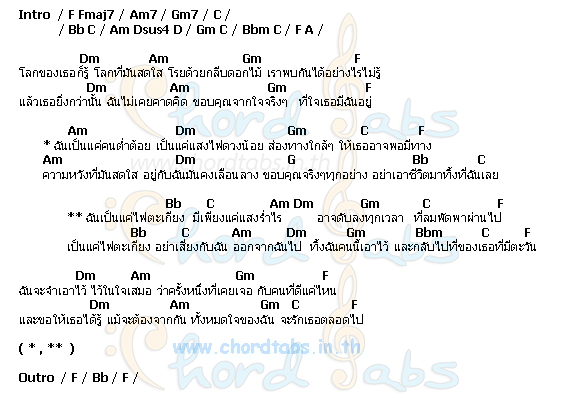 Intro / F Fmaj7 / Am7 / Gm7 / C /
/ Bb C / Am Dsus4 D / Gm C / Bbm C / F A /
Dm Am Gm F
โลกของเธอก็รู้ โลกที่มันสดใส โรยด้วยกลีบดอกไม้ เราพบกันได้อย่างไรไม่รู้
Dm Am Gm F
แล้วเธอยิ่งกว่านั้น ฉันไม่เคยคาดคิด ขอบคุณจากใจจริงๆ ที่ใจเธอมีฉันอยู่
Am Dm Gm C F
* ฉันเป็นแค่คนต่ำต้อย เป็นแค่แสงไฟดวงน้อย ส่องทางใกล้ๆ ให้เธออาจพอมีทาง
Am Dm G Bb C
ความหวังที่มันสดใส อยู่กับฉันมันคงเลือนลาง ขอบคุณจริงๆทุกอย่าง อย่าเอาชีวิตมาทิ้งที่ฉันเลย
Bb C Am Dm Gm C F
** ฉันเป็นแค่ไฟตะเกียง มีเพียงแค่แสงรำไร อาจดับลงทุกเวลา ที่ลมพัดพาผ่านไป
Bb C Am Dm Gm Bbm C F
เป็นแค่ไฟตะเกียง อย่าเสี่ยงกับฉัน ออกจากฉันไป ทิ้งฉันคนนี้เอาไว้ และกลับไปที่ของเธอที่มีตะวัน
Dm Am Gm F
ฉันจะจำเอาไว้ ไว้ในใจเสมอ ว่าครั้งหนึ่งที่เคยเจอ กับคนที่ดีแค่ไหน
Dm Am Gm C F
และขอให้เธอได้รู้ แม้จะต้องจากกัน ทั้งหมดใจของฉัน จะรักเธอตลอดไป
( * , ** )
www.chordtabs.in.th
Outro / F / Bb / F /